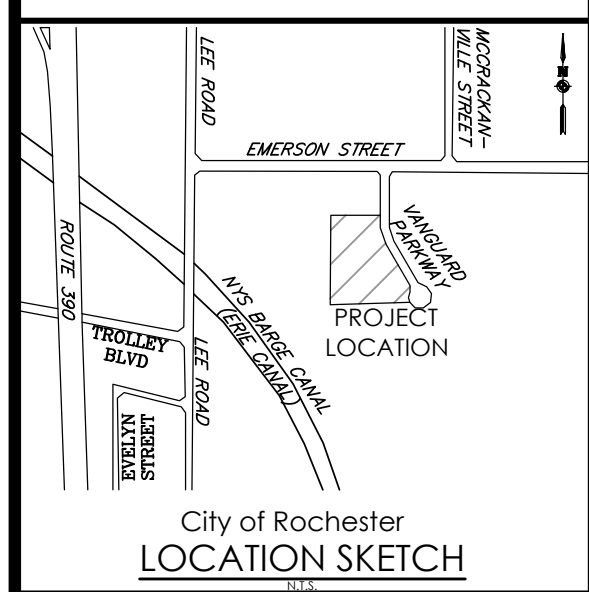 LEE ROAD
MCCRACKAN-
VILLE STREET
N
EMERSON STREET
VANGUARD
PARKWAY
ROUTE 390
NYS BARGE CANAL
(ERIE CANAL)
PROJECT
LOCATION
TROLLEY
BLVD
LEE ROAD
EVELYN
STREET
City of Rochester
LOCATION SKETCH
N.T.S.